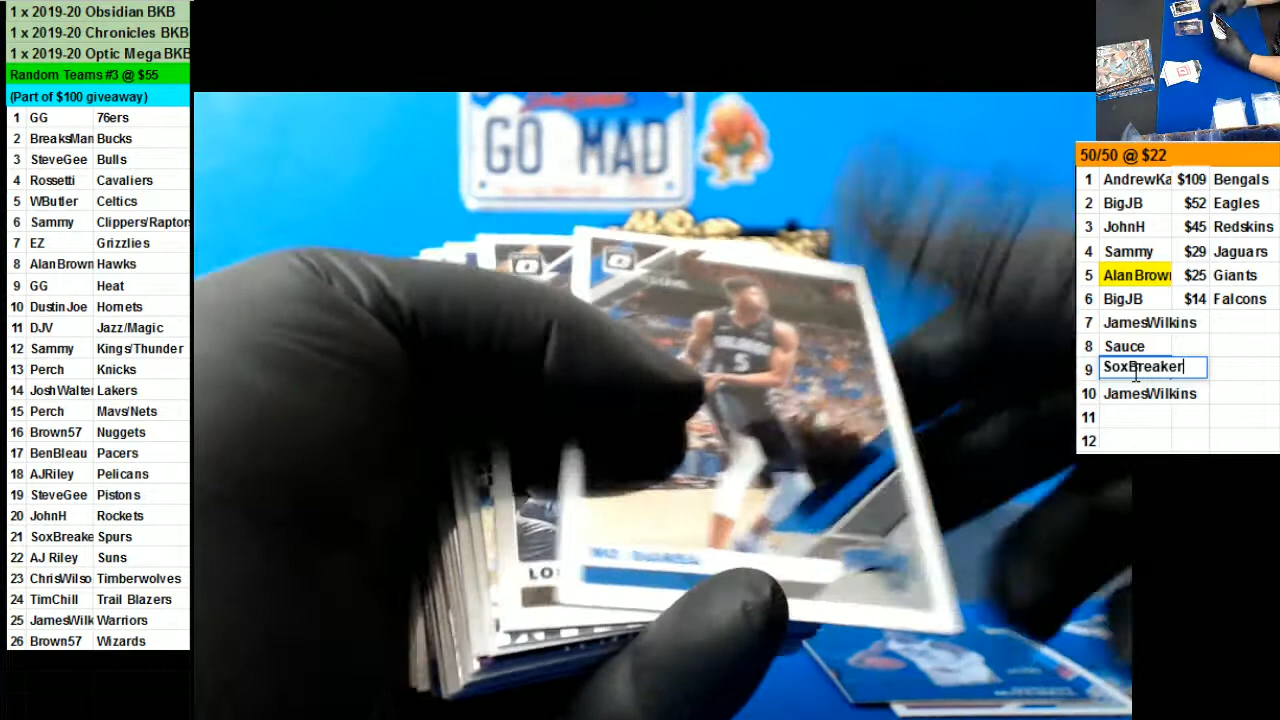 1 x 2019-20 Obsidian BKB
1 x 2019-20 Chronicles BKB
1 x 2019-20 Optic Mega BKB
Random Teams #3 @ $55
(Part of $100 giveaway)
1 GG 76ers
2 BreaksMan Bucks
3 SteveGee Bulls
4 Rossetti Cavaliers
5 WButler Celtics
6 Sammy Clippers/Raptors
7 EZ Grizzlies
8 AlanBrown Hawks
9 GG Heat
10 DustinJoe Hornets
11 DJV Jazz/Magic
12 Sammy Kings/Thunder
13 Perch Knicks
14 JoshWalter Lakers
15 Perch Mavs/Nets
16 Brown57 Nuggets
17 BenBleau Pacers
18 AJRiley Pelicans
19 SteveGee Pistons
20 JohnH Rockets
21 SoxBreake Spurs
22 AJ Riley Suns
23 ChrisWilso Timberwolves
24 TimChill Trail Blazers
25 JamesWilk Warriors
26 Brown57 Wizards
GO MAD
5
LO
50/50 @ $22
1 AndrewKa $109 Bengals
2 BigJB $52 Eagles
3 JohnH $45 Redskins
4 Sammy $29 Jaguars
5 AlanBrown $25 Giants
6 BigJB $14 Falcons
7 JamesWilkins
8 Sauce
9 SoxBreaker
10 JamesWilkins
11
12